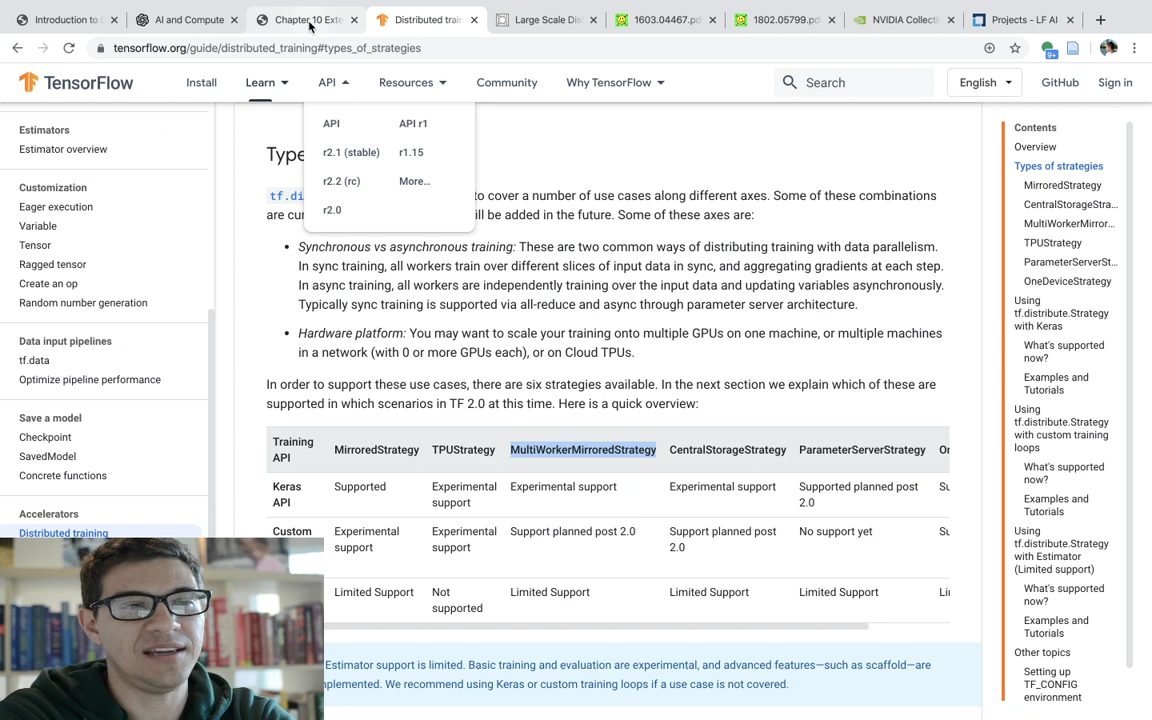 Introduction to D
AI and Compute
Chapter 10 Exte
Distributed train
Large Scale Dis
1603.04467.pd
1802.05799.pd
NVIDIA Collecti
Projects - LF AI
tensorflow.org/guide/distributed_training#types_of_strategies
TensorFlow
Install
Learn
API
Resources
Community
Why TensorFlow
Search
English
GitHub
Sign in
API
API r1
r2.1 (stable)
r1.15
r2.2 (rc)
More...
r2.0
Estimators
Estimator overview
Customization
Eager execution
Variable
Tensor
Ragged tensor
Create an op
Random number generation
Data input pipelines
tf.data
Optimize pipeline performance
Save a model
Checkpoint
SavedModel
Concrete functions
Accelerators
Distributed training
Type
tf.di to cover a number of use cases along different axes. Some of these combinations
are cur ill be added in the future. Some of these axes are:
• Synchronous vs asynchronous training: These are two common ways of distributing training with data parallelism.
In sync training, all workers train over different slices of input data in sync, and aggregating gradients at each step.
In async training, all workers are independently training over the input data and updating variables asynchronously.
Typically sync training is supported via all-reduce and async through parameter server architecture.
• Hardware platform: You may want to scale your training onto multiple GPUs on one machine, or multiple machines
in a network (with 0 or more GPUs each), or on Cloud TPUs.
In order to support these use cases, there are six strategies available. In the next section we explain which of these are
supported in which scenarios in TF 2.0 at this time. Here is a quick overview:
Training API MirroredStrategy TPUStrategy MultiWorkerMirroredStrategy CentralStorageStrategy ParameterServerStrategy On
Keras API Supported Experimental support Experimental support Experimental support Supported planned post 2.0 Su
Custom Experimental support Experimental support Support planned post 2.0 Support planned post 2.0 No support yet Su
Limited Support Not supported Limited Support Limited Support Limited Support Li
Estimator support is limited. Basic training and evaluation are experimental, and advanced features—such as scaffold—are
mplemented. We recommend using Keras or custom training loops if a use case is not covered.
Contents
Overview
Types of strategies
MirroredStrategy
CentralStorageStra...
MultiWorkerMirror...
TPUStrategy
ParameterServerSt...
OneDeviceStrategy
Using
tf.distribute.Strategy
with Keras
What's supported
now?
Examples and
Tutorials
Using
tf.distribute.Strategy
with custom training
loops
What's supported
now?
Examples and
Tutorials
Using
tf.distribute.Strategy
with Estimator
(Limited support)
What's supported
now?
Examples and
Tutorials
Other topics
Setting up
TF_CONFIG
environment